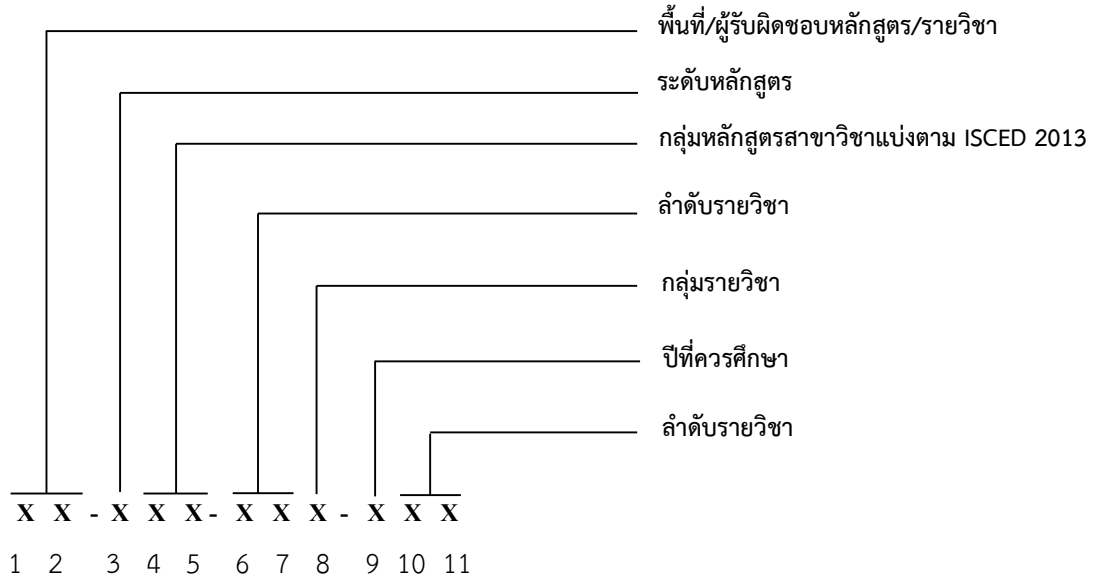 พื้นที่/ผู้รับผิดชอบหลักสูตร/รายวิชา
ระดับหลักสูตร
กลุ่มหลักสูตรสาขาวิชาแบ่งตาม ISCED 2013
ลำดับรายวิชา
กลุ่มรายวิชา
ปีที่ควรศึกษา
ลำดับรายวิชา
X X - X X X - X X X - X X X
1 2 3 4 5 6 7 8 9 10 11